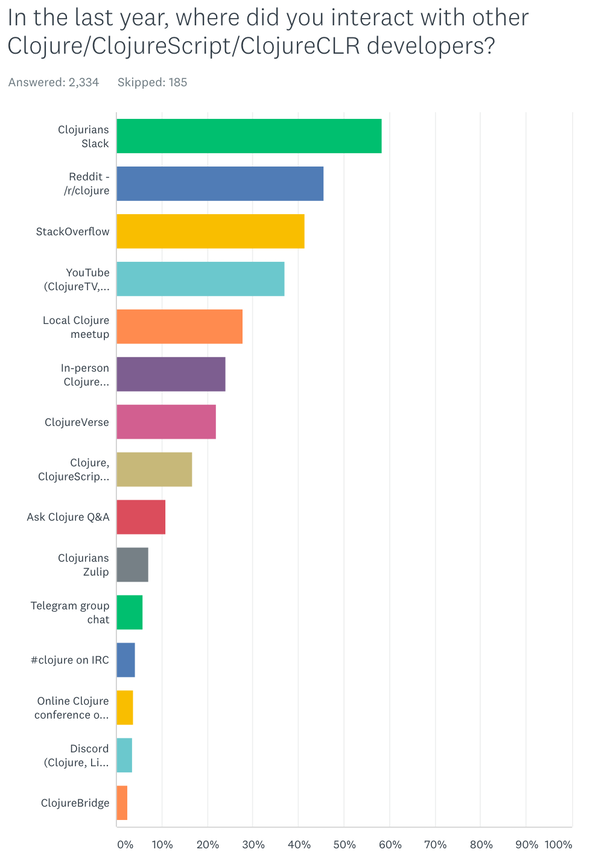 In the last year, where did you interact with other
Clojure/ClojureScript/ClojureCLR developers?
Answered: 2,334 Skipped: 185
Clojurians
Slack
Reddit -
/r/clojure
StackOverflow
YouTube
(ClojureTV,...
Local Clojure
meetup
In-person
Clojure...
ClojureVerse
Clojure,
ClojureScrip...
Ask Clojure Q&A
Clojurians
Zulip
Telegram group
chat
#clojure on IRC
Online Clojure
conference o...
Discord
(Clojure, Li...
ClojureBridge
0% 10% 20% 30% 40% 50% 60% 70% 80% 90% 100%